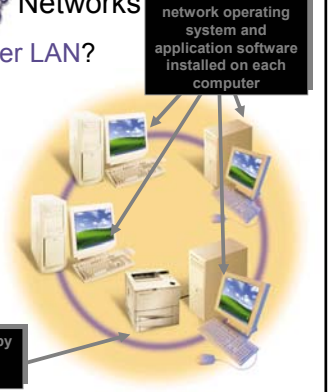 Networks
network operating
system and
application software
installed on each
computer
er LAN?
by